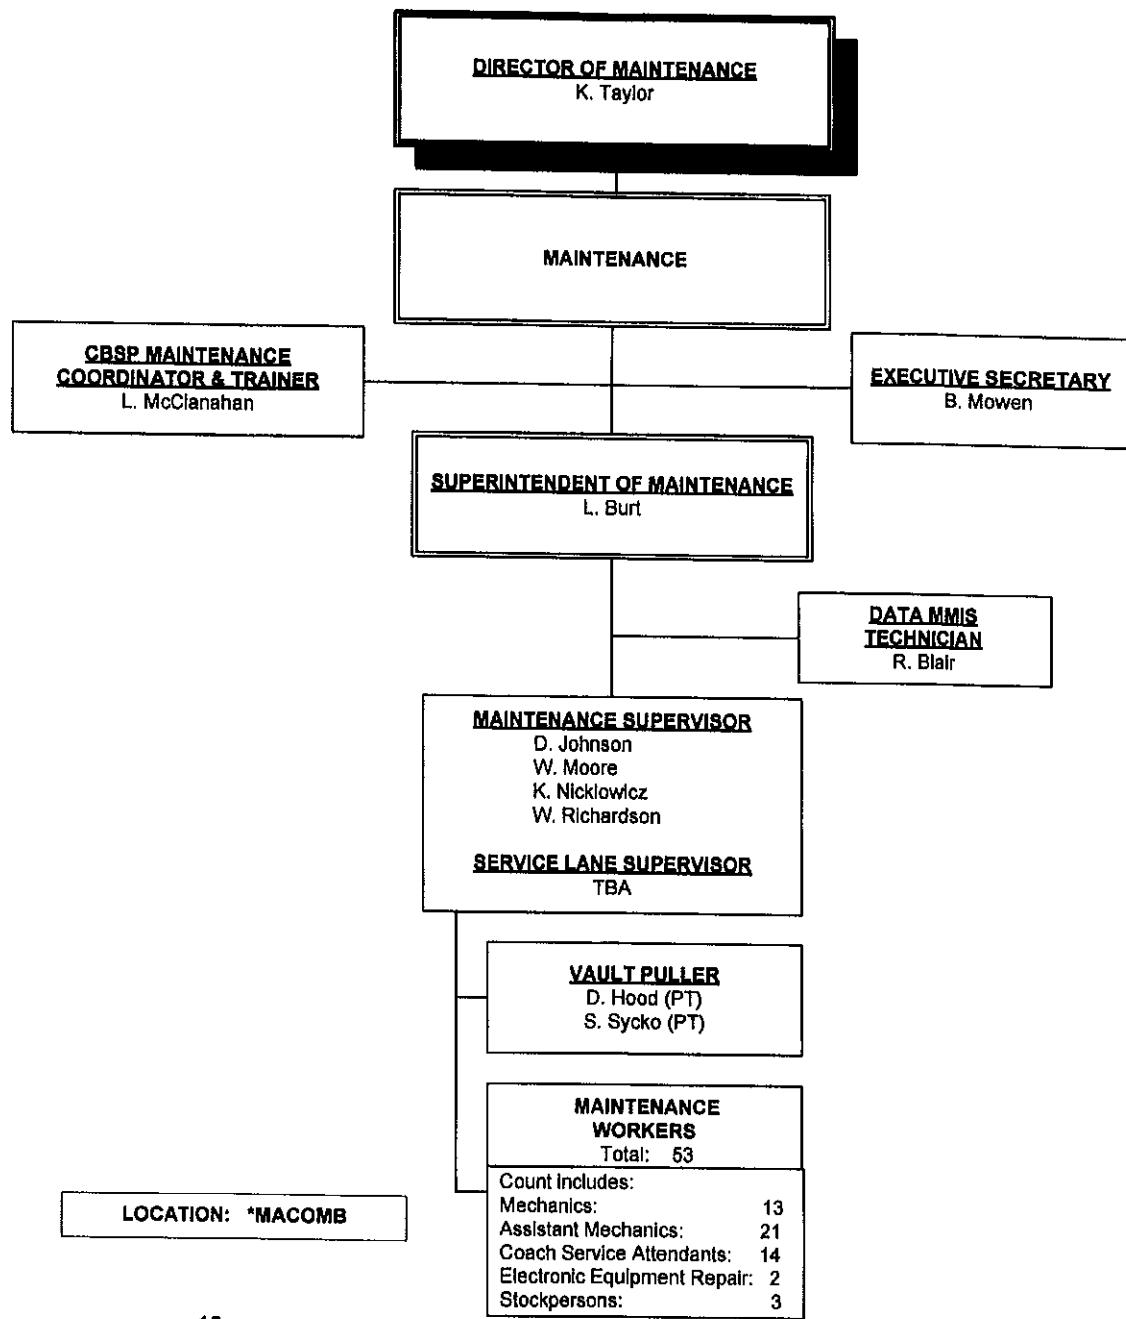 DIRECTOR OF MAINTENANCE
K. Taylor
MAINTENANCE
CBSP MAINTENANCE
COORDINATOR & TRAINER
L. McClanahan
EXECUTIVE SECRETARY
B. Mowen
SUPERINTENDENT OF MAINTENANCE
L. Burt
DATA MMIS
TECHNICIAN
R. Blair
MAINTENANCE SUPERVISOR
D. Johnson
W. Moore
K. Nicklowicz
W. Richardson
SERVICE LANE SUPERVISOR
TBA
VAULT PULLER
D. Hood (PT)
S. Sycko (PT)
MAINTENANCE
WORKERS
Total: 53
Count includes:
Mechanics: 13
Assistant Mechanics: 21
Coach Service Attendants: 14
Electronic Equipment Repair: 2
Stockpersons: 3
LOCATION: *MACOMB